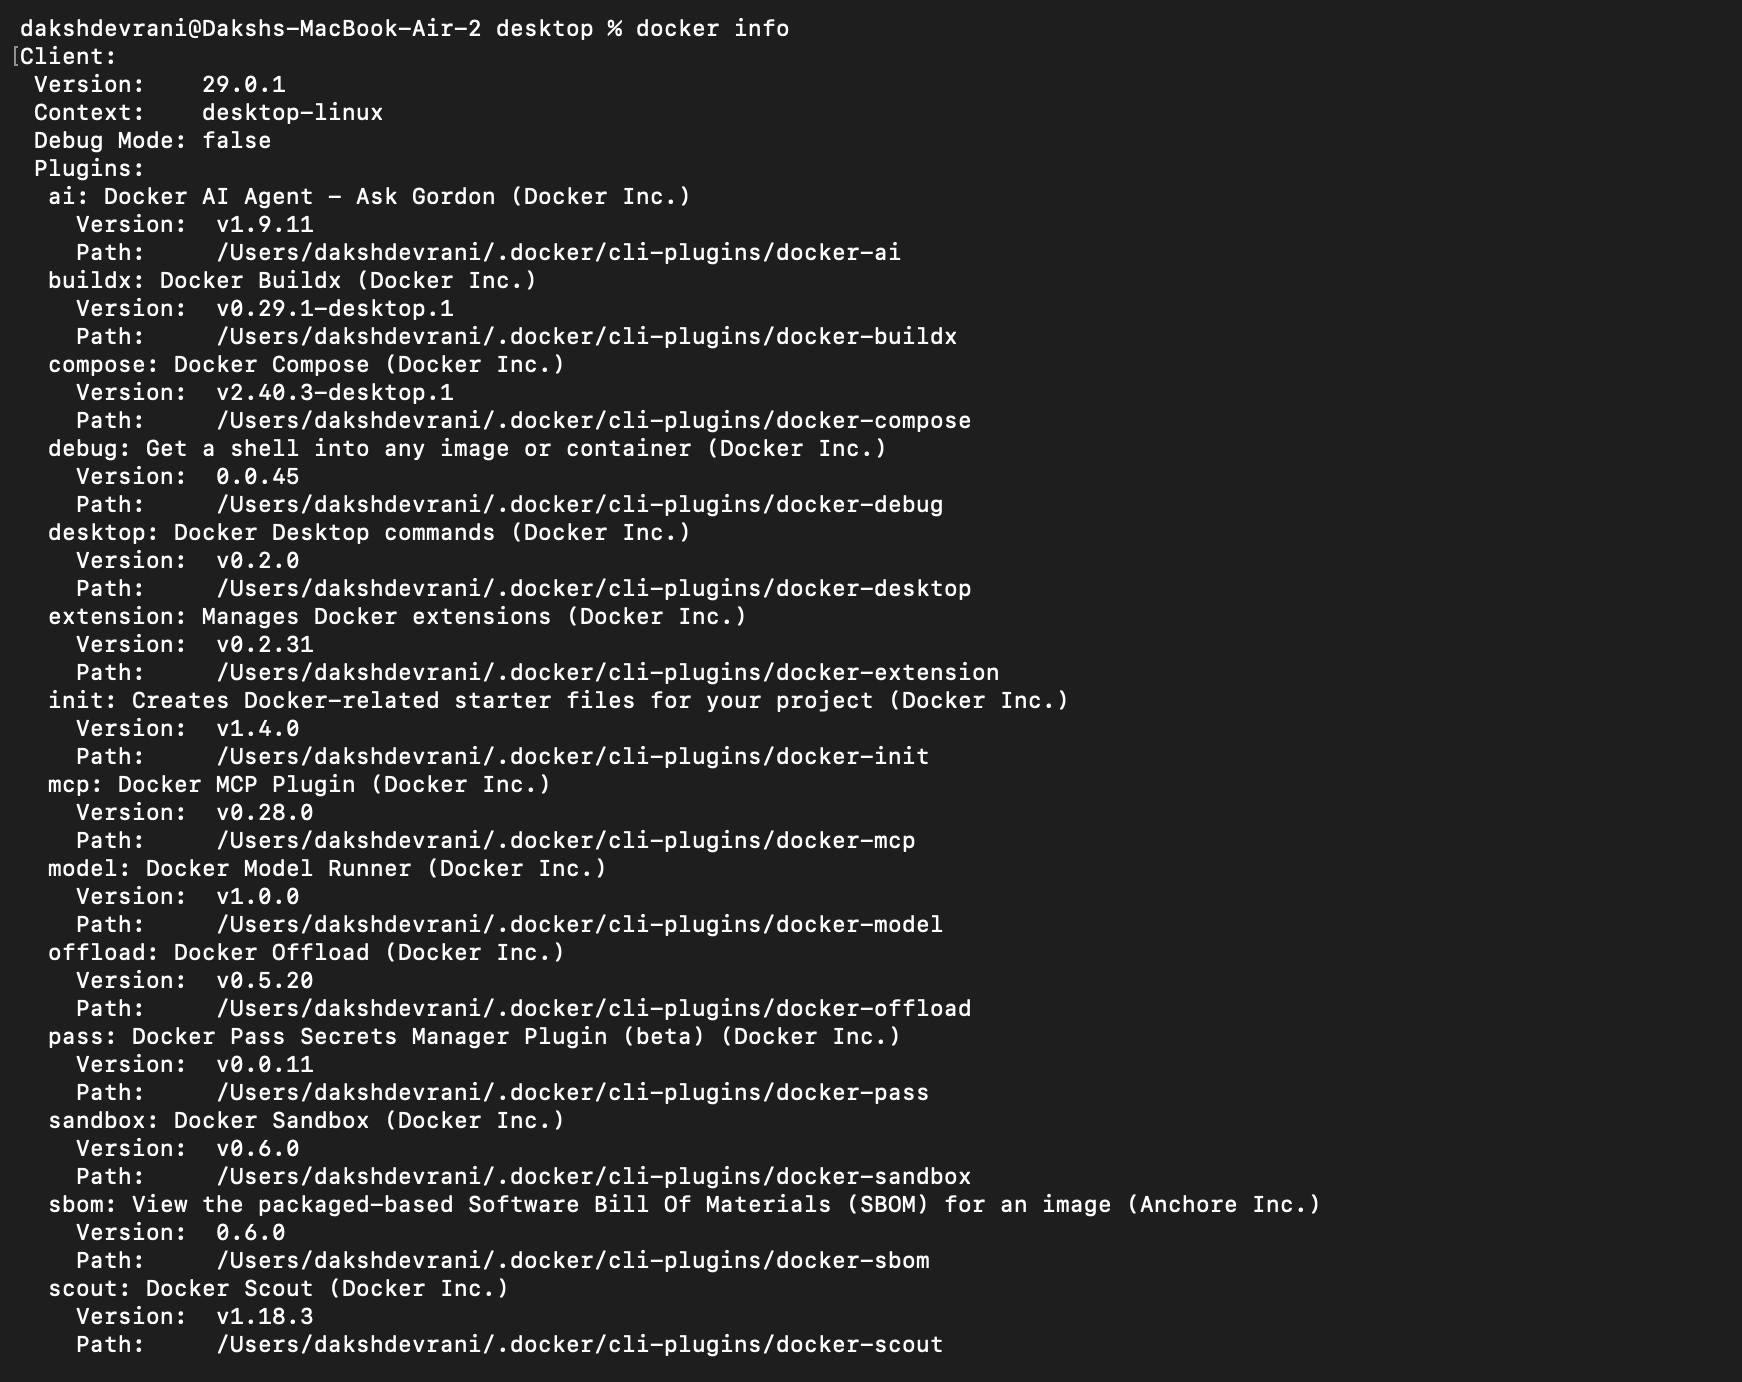 dakshdevrani@Dakshs-MacBook-Air-2 desktop % docker info
[Client:
 Version:    29.0.1
 Context:    desktop-linux
 Debug Mode: false
 Plugins:
  ai: Docker AI Agent - Ask Gordon (Docker Inc.)
    Version:  v1.9.11
    Path:     /Users/dakshdevrani/.docker/cli-plugins/docker-ai
  buildx: Docker Buildx (Docker Inc.)
    Version:  v0.29.1-desktop.1
    Path:     /Users/dakshdevrani/.docker/cli-plugins/docker-buildx
  compose: Docker Compose (Docker Inc.)
    Version:  v2.40.3-desktop.1
    Path:     /Users/dakshdevrani/.docker/cli-plugins/docker-compose
  debug: Get a shell into any image or container (Docker Inc.)
    Version:  0.0.45
    Path:     /Users/dakshdevrani/.docker/cli-plugins/docker-debug
  desktop: Docker Desktop commands (Docker Inc.)
    Version:  v0.2.0
    Path:     /Users/dakshdevrani/.docker/cli-plugins/docker-desktop
  extension: Manages Docker extensions (Docker Inc.)
    Version:  v0.2.31
    Path:     /Users/dakshdevrani/.docker/cli-plugins/docker-extension
  init: Creates Docker-related starter files for your project (Docker Inc.)
    Version:  v1.4.0
    Path:     /Users/dakshdevrani/.docker/cli-plugins/docker-init
  mcp: Docker MCP Plugin (Docker Inc.)
    Version:  v0.28.0
    Path:     /Users/dakshdevrani/.docker/cli-plugins/docker-mcp
  model: Docker Model Runner (Docker Inc.)
    Version:  v1.0.0
    Path:     /Users/dakshdevrani/.docker/cli-plugins/docker-model
  offload: Docker Offload (Docker Inc.)
    Version:  v0.5.20
    Path:     /Users/dakshdevrani/.docker/cli-plugins/docker-offload
  pass: Docker Pass Secrets Manager Plugin (beta) (Docker Inc.)
    Version:  v0.0.11
    Path:     /Users/dakshdevrani/.docker/cli-plugins/docker-pass
  sandbox: Docker Sandbox (Docker Inc.)
    Version:  v0.6.0
    Path:     /Users/dakshdevrani/.docker/cli-plugins/docker-sandbox
  sbom: View the packaged-based Software Bill Of Materials (SBOM) for an image (Anchore Inc.)
    Version:  0.6.0
    Path:     /Users/dakshdevrani/.docker/cli-plugins/docker-sbom
  scout: Docker Scout (Docker Inc.)
    Version:  v1.18.3
    Path:     /Users/dakshdevrani/.docker/cli-plugins/docker-scout